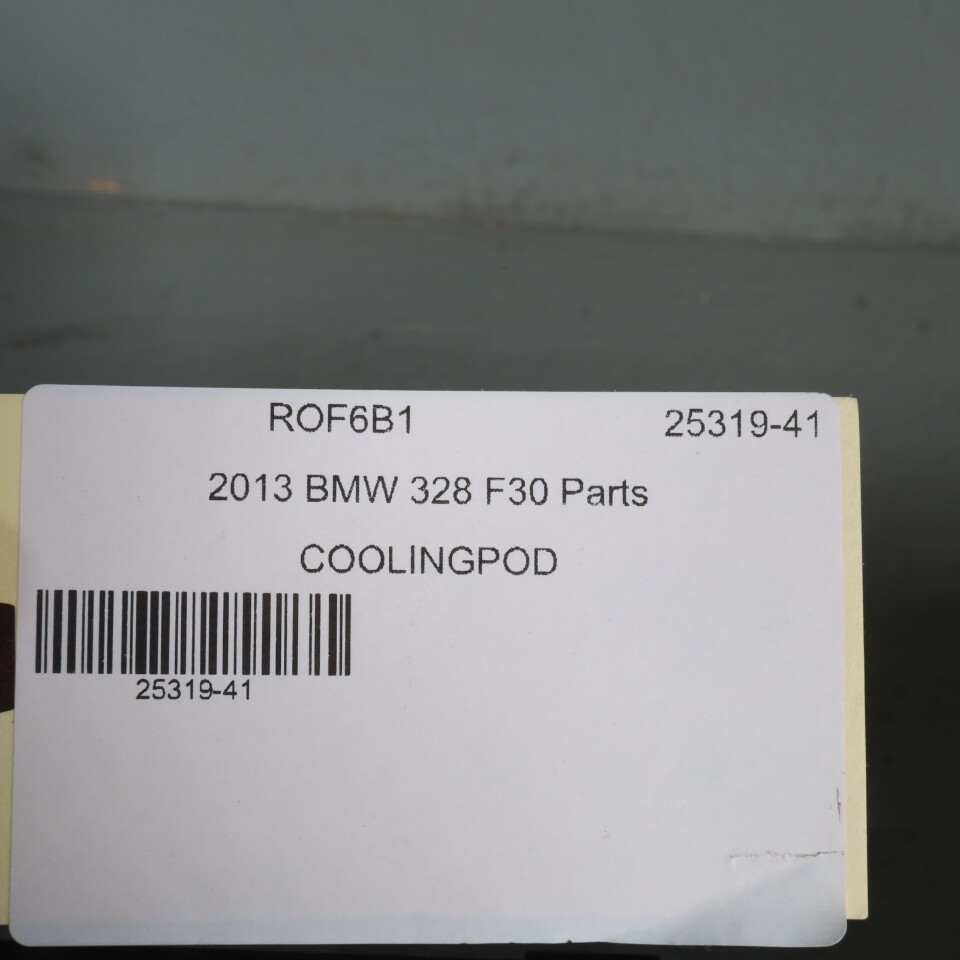 ROF6B1 25319-41
2013 BMW 328 F30 Parts
COOLINGPOD
25319-41